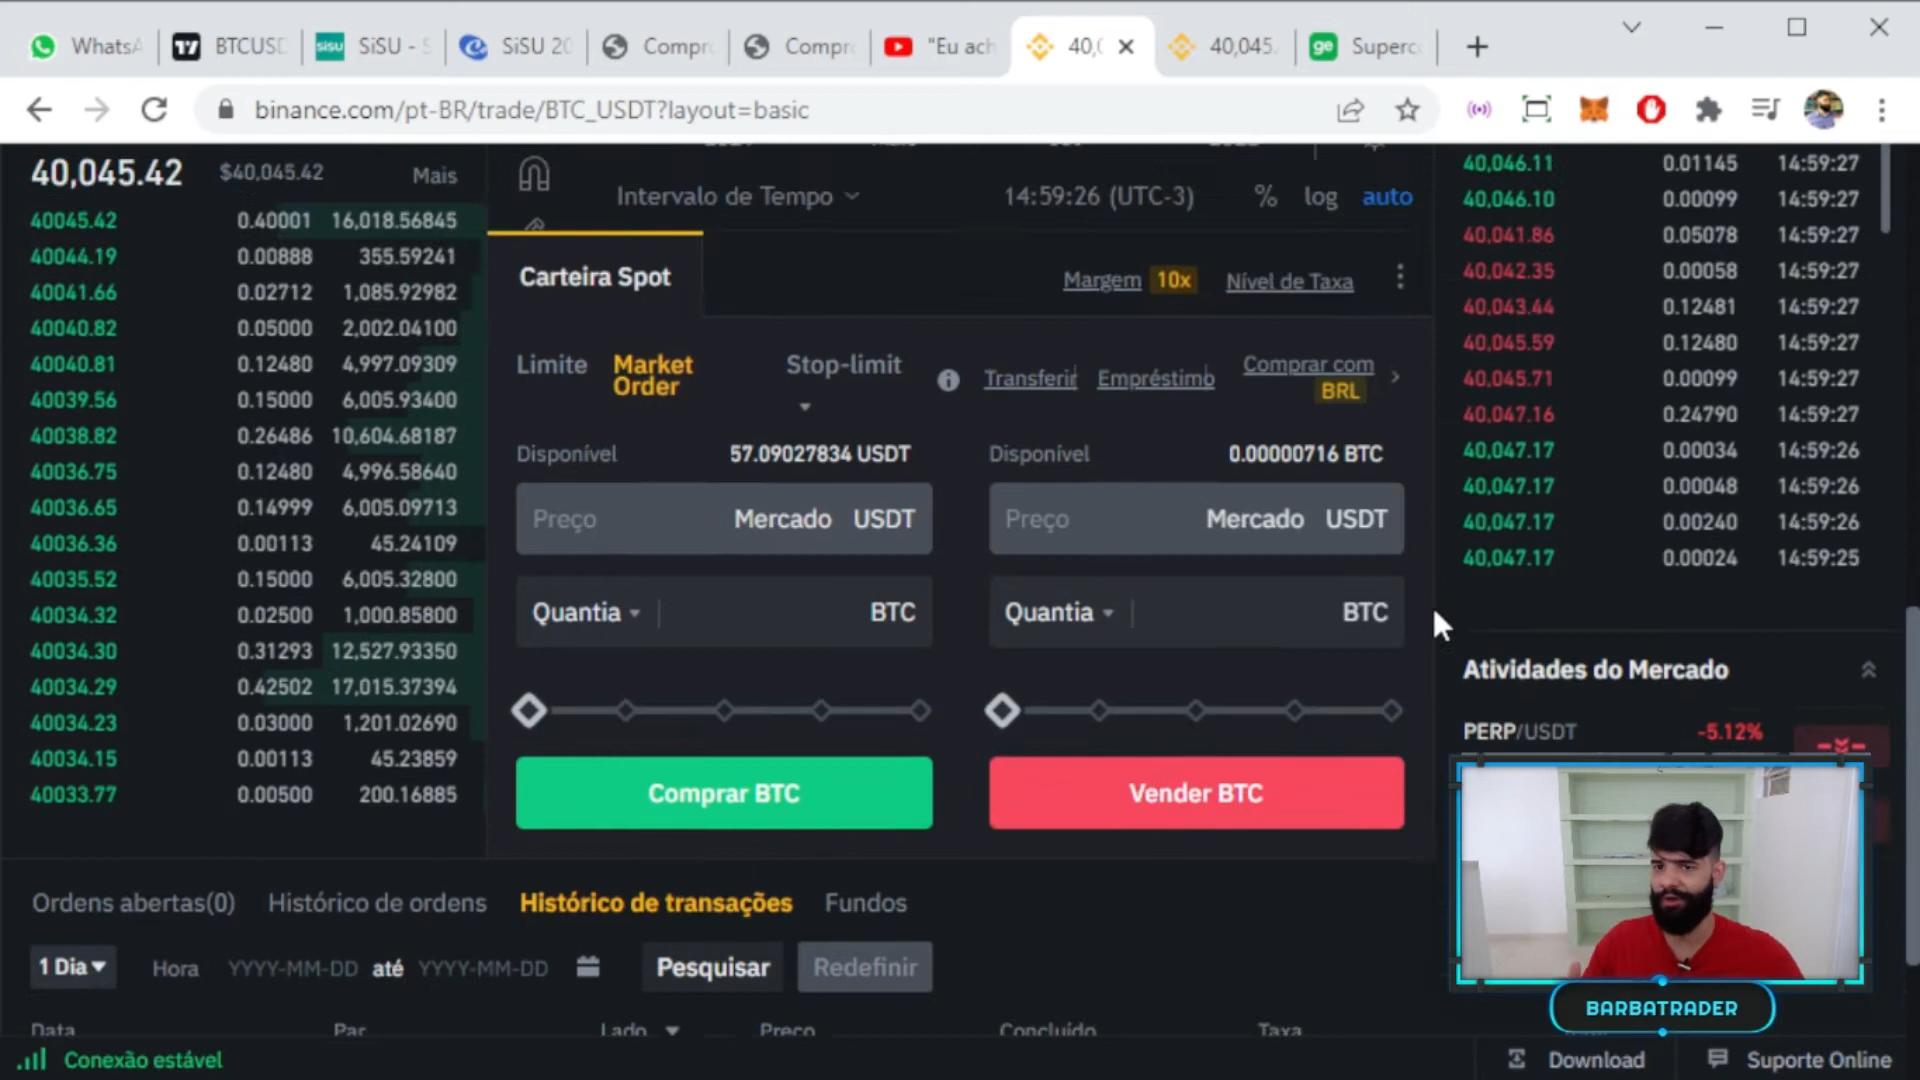 WhatsA
BTCUSD
SiSU - S
SiSU 20
Compro
Compro
"Eu ach
40,0
40,045.
Superco
binance.com/pt-BR/trade/BTC_USDT?layout=basic
40,045.42 $40,045.42 Mais
40045.42 0.40001 16,018.56845
40044.19 0.00888 355.59241
40041.66 0.02712 1,085.92982
40040.82 0.05000 2,002.04100
40040.81 0.12480 4,997.09309
40039.56 0.15000 6,005.93400
40038.82 0.26486 10,604.68187
40036.75 0.12480 4,996.58640
40036.65 0.14999 6,005.09713
40036.36 0.00113 45.24109
40035.52 0.15000 6,005.32800
40034.32 0.02500 1,000.85800
40034.30 0.31293 12,527.93350
40034.29 0.42502 17,015.37394
40034.23 0.03000 1,201.02690
40034.15 0.00113 45.23859
40033.77 0.00500 200.16885
Intervalo de Tempo 14:59:26 (UTC-3) % log auto
Carteira Spot Margem 10x Nível de Taxa
Limite Market Order Stop-limit Transferir Empréstimo Comprar com BRL
Disponível 57.09027834 USDT
Preço Mercado USDT
Quantia BTC
Comprar BTC
Disponível 0.00000716 BTC
Preço Mercado USDT
Quantia BTC
Vender BTC
40,046.11 0.01145 14:59:27
40,046.10 0.00099 14:59:27
40,041.86 0.05078 14:59:27
40,042.35 0.00058 14:59:27
40,043.44 0.12481 14:59:27
40,045.59 0.12480 14:59:27
40,045.71 0.00099 14:59:27
40,047.16 0.24790 14:59:27
40,047.17 0.00034 14:59:26
40,047.17 0.00048 14:59:26
40,047.17 0.00240 14:59:26
40,047.17 0.00024 14:59:25
Atividades do Mercado
PERP/USDT -5.12%
BARBATRADER
Ordens abertas(0) Histórico de ordens Histórico de transações Fundos
1 Dia Hora YYYY-MM-DD até YYYY-MM-DD Pesquisar Redefinir
Data Par Lado Preço Concluído Taxa
Conexão estável Download Suporte Online